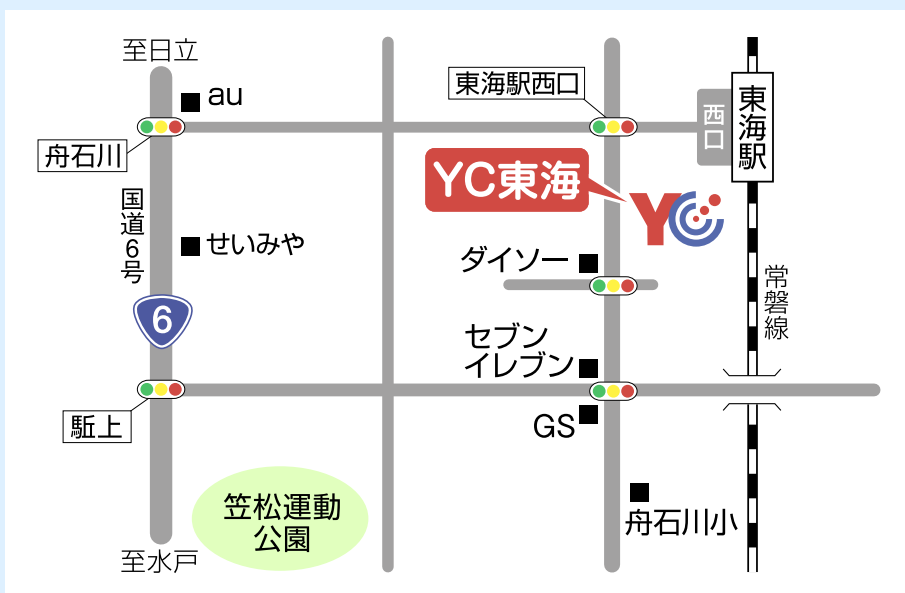 至日立
au
東海駅西口
西口
東海駅
舟石川
YC東海
YC
国道6号
せいみや
ダイソー
常磐線
6
セブン
イレブン
駈上
GS
笠松運動
公園
舟石川小
至水戸